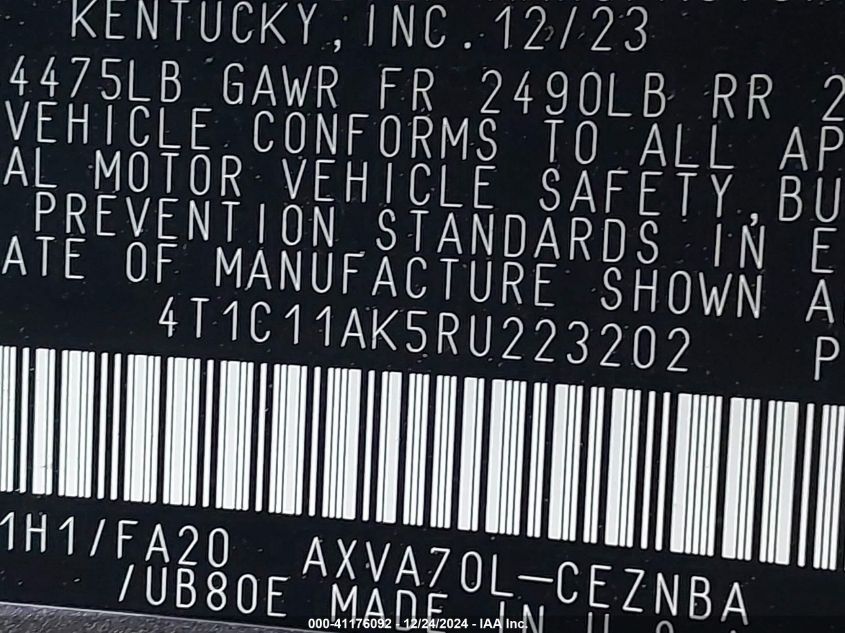 KENTUCKY, INC. 12/23
4475LB GAWR FR 2490LB RR 2
VEHICLE CONFORMS TO ALL AP
AL MOTOR VEHICLE SAFETY, BU
PREVENTION STANDARDS IN E
ATE OF MANUFACTURE SHOWN A
4T1C11AK5RU223202 P
1H1/FA20 AXVA70L-CEZNBA
/UB80E MADE IN U.S.
000-41176092 - 12/24/2024 - IAA Inc.